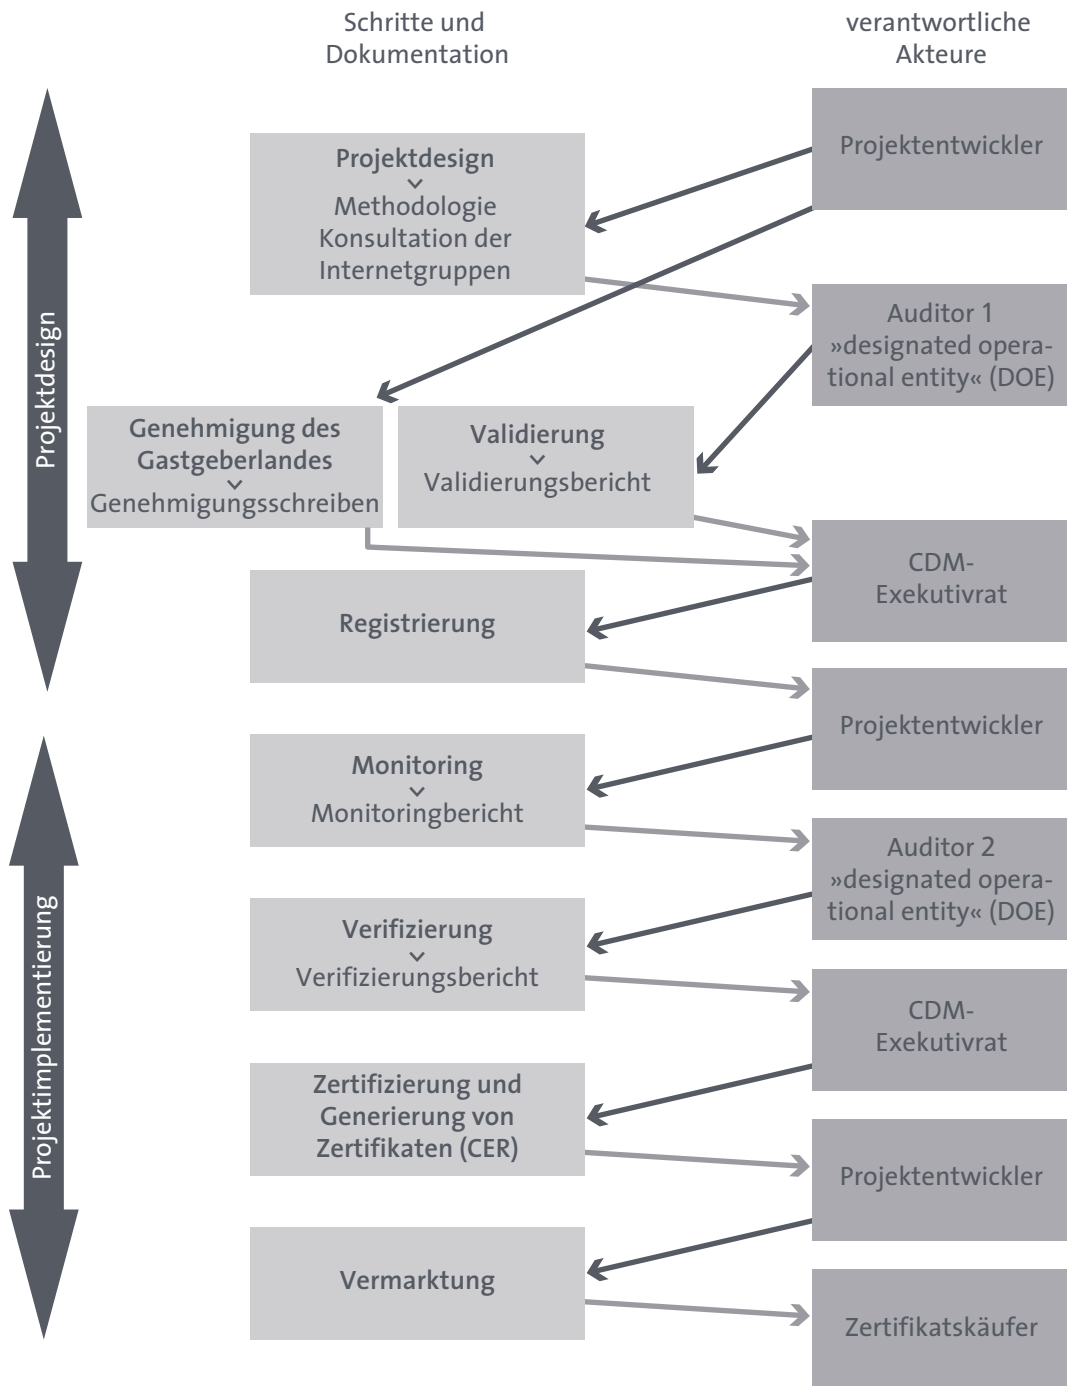 Schritte und
Dokumentation
verantwortliche
Akteure
Projektdesign
Projektentwickler
Projektdesign
Methodologie
Konsultation der
Internetgruppen
Auditor 1
»designated opera-
tional entity« (DOE)
Genehmigung des
Gastgeberlandes
Genehmigungsschreiben
Validierung
Validierungsbericht
CDM-
Exekutivrat
Registrierung
Projektentwickler
Projektimplementierung
Monitoring
Monitoringbericht
Auditor 2
»designated opera-
tional entity« (DOE)
Verifizierung
Verifizierungsbericht
CDM-
Exekutivrat
Zertifizierung und
Generierung von
Zertifikaten (CER)
Projektentwickler
Vermarktung
Zertifikatskäufer